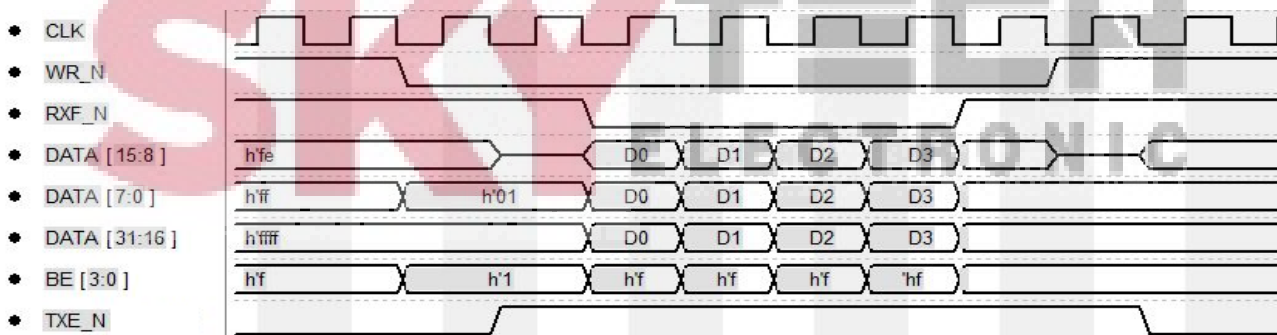 SKYTECH
ELECTRONIC
CLK
WR_N
RXF_N
DATA [15:8] h'fe D0 D1 D2 D3
DATA [7:0] h'ff h'01 D0 D1 D2 D3
DATA [31:16] h'ffff D0 D1 D2 D3
BE [3:0] h'f h'1 h'f h'f h'f 'hf
TXE_N